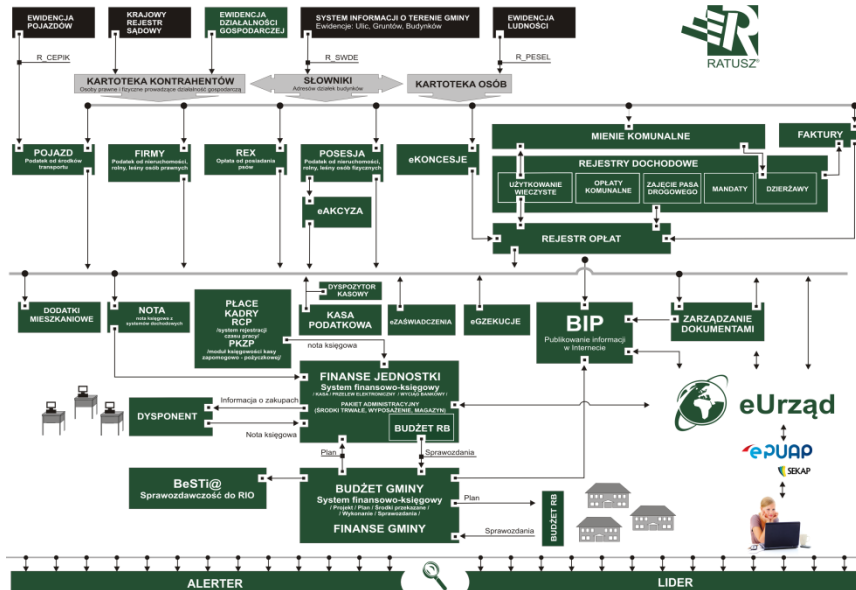 EWIDENCJA
POJAZDÓW
KRAJOWY
REJESTR
SĄDOWY
EWIDENCJA
DZIAŁALNOŚCI
GOSPODARCZEJ
SYSTEM INFORMACJI O TERENIE GMINY
Ewidencje: Ulic, Gruntów, Budynków
EWIDENCJA
LUDNOŚCI
RATUSZ®
R_CEPIK
R_SWDE
R_PESEL
KARTOTEKA KONTRAHENTÓW
Osoby prawne i fizyczne prowadzące działalność gospodarczą
SŁOWNIKI
Adresów działek budynków
KARTOTEKA OSÓB
POJAZD
Podatek od środków
transportu
FIRMY
Podatek od nieruchomości,
rolny, leśny osób prawnych
REX
Opłata od posiadania
psów
POSESJA
Podatek od nieruchomości,
rolny, leśny osób fizycznych
eAKCYZA
eKONCESJE
MIENIE KOMUNALNE
FAKTURY
REJESTRY DOCHODOWE
UŻYTKOWANIE
WIECZYSTE
OPŁATY
KOMUNALNE
ZAJĘCIE PASA
DROGOWEGO
MANDATY
DZIERŻAWY
REJESTR OPŁAT
DODATKI
MIESZKANIOWE
NOTA
nota księgowa z
systemów dochodowych
PŁACE
KADRY
RCP
/system rejestracji
czasu pracy/
PKZP
/moduł księgowości kasy
zapomogowo - pożyczkowej/
DYSPOZYTOR
KASOWY
KASA
PODATKOWA
eZAŚWIADCZENIA
eGZEKUCJE
BIP
Publikowanie informacji
w Internecie
ZARZĄDZANIE
DOKUMENTAMI
nota księgowa
FINANSE JEDNOSTKI
System finansowo-księgowy
/ KASA / PRZELEW ELEKTRONICZNY / WYCIĄG BANKOWY /
PAKIET ADMINISTRACYJNY
(ŚRODKI TRWAŁE, WYPOSAŻENIE, MAGAZYN)
BUDŻET RB
DYSPONENT
Informacja o zakupach
Nota księgowa
eUrząd
ePUAP
SEKAP
Plan
Sprawozdania
BeSTi@
Sprawozdawczość do RIO
BUDŻET GMINY
System finansowo-księgowy
/ Projekt / Plan / Środki przekazane /
/ Wykonanie / Sprawsadania /
FINANSE GMINY
Plan
Sprawozdania
BUDŻET RB
ALERTER
LIDER